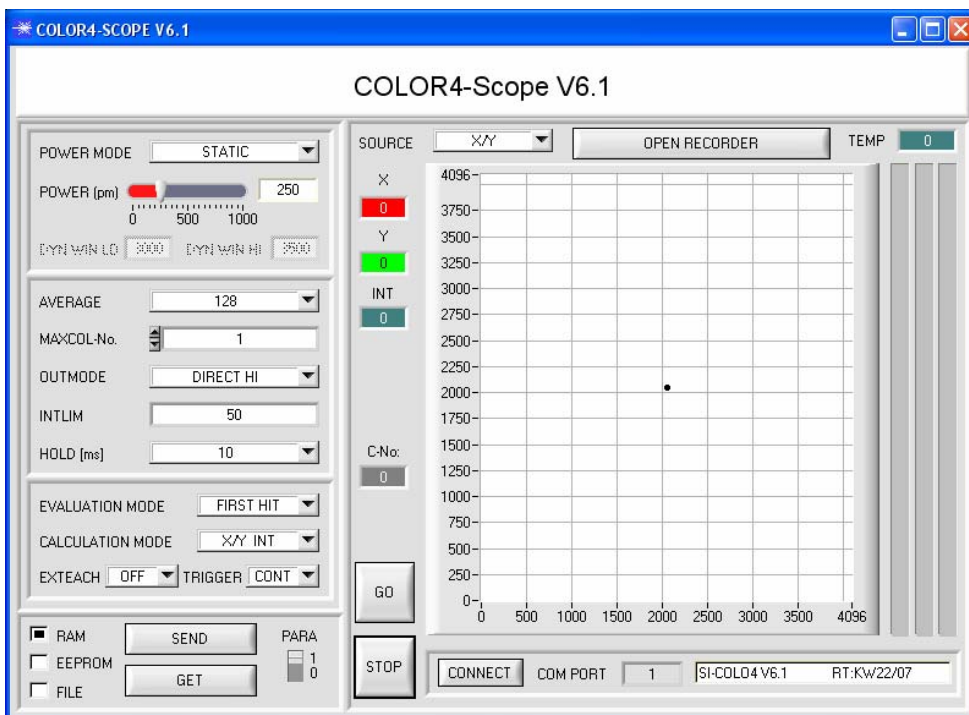 COLOR4-SCOPE V6.1
COLOR4-Scope V6.1
POWER MODE STATIC
POWER (pm) 250
0 500 1000
DYN WIN LO 3000 DYN WIN HI 3500
AVERAGE 128
MAXCOL-No. 1
OUTMODE DIRECT HI
INTLIM 50
HOLD [ms] 10
EVALUATION MODE FIRST HIT
CALCULATION MODE X/Y INT
EXTEACH OFF TRIGGER CONT
RAM
EEPROM
FILE
SEND
GET
PARA
1
0
SOURCE X/Y OPEN RECORDER TEMP 0
X
0
Y
0
INT
0
C-No:
0
GO
STOP
4096
3750
3500
3250
3000
2750
2500
2250
2000
1750
1500
1250
1000
750
500
250
0
0 500 1000 1500 2000 2500 3000 3500 4096
CONNECT COM PORT 1 SI-COLO4 V6.1 RT:KW22/07